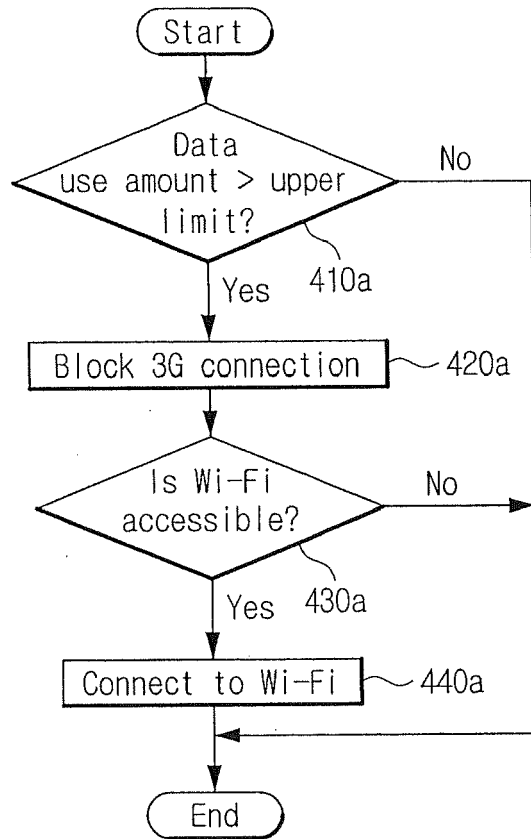 Start
Data
use amount > upper
limit?
No
410a
Yes
Block 3G connection
420a
Is Wi-Fi
accessible?
No
430a
Yes
Connect to Wi-Fi
440a
End